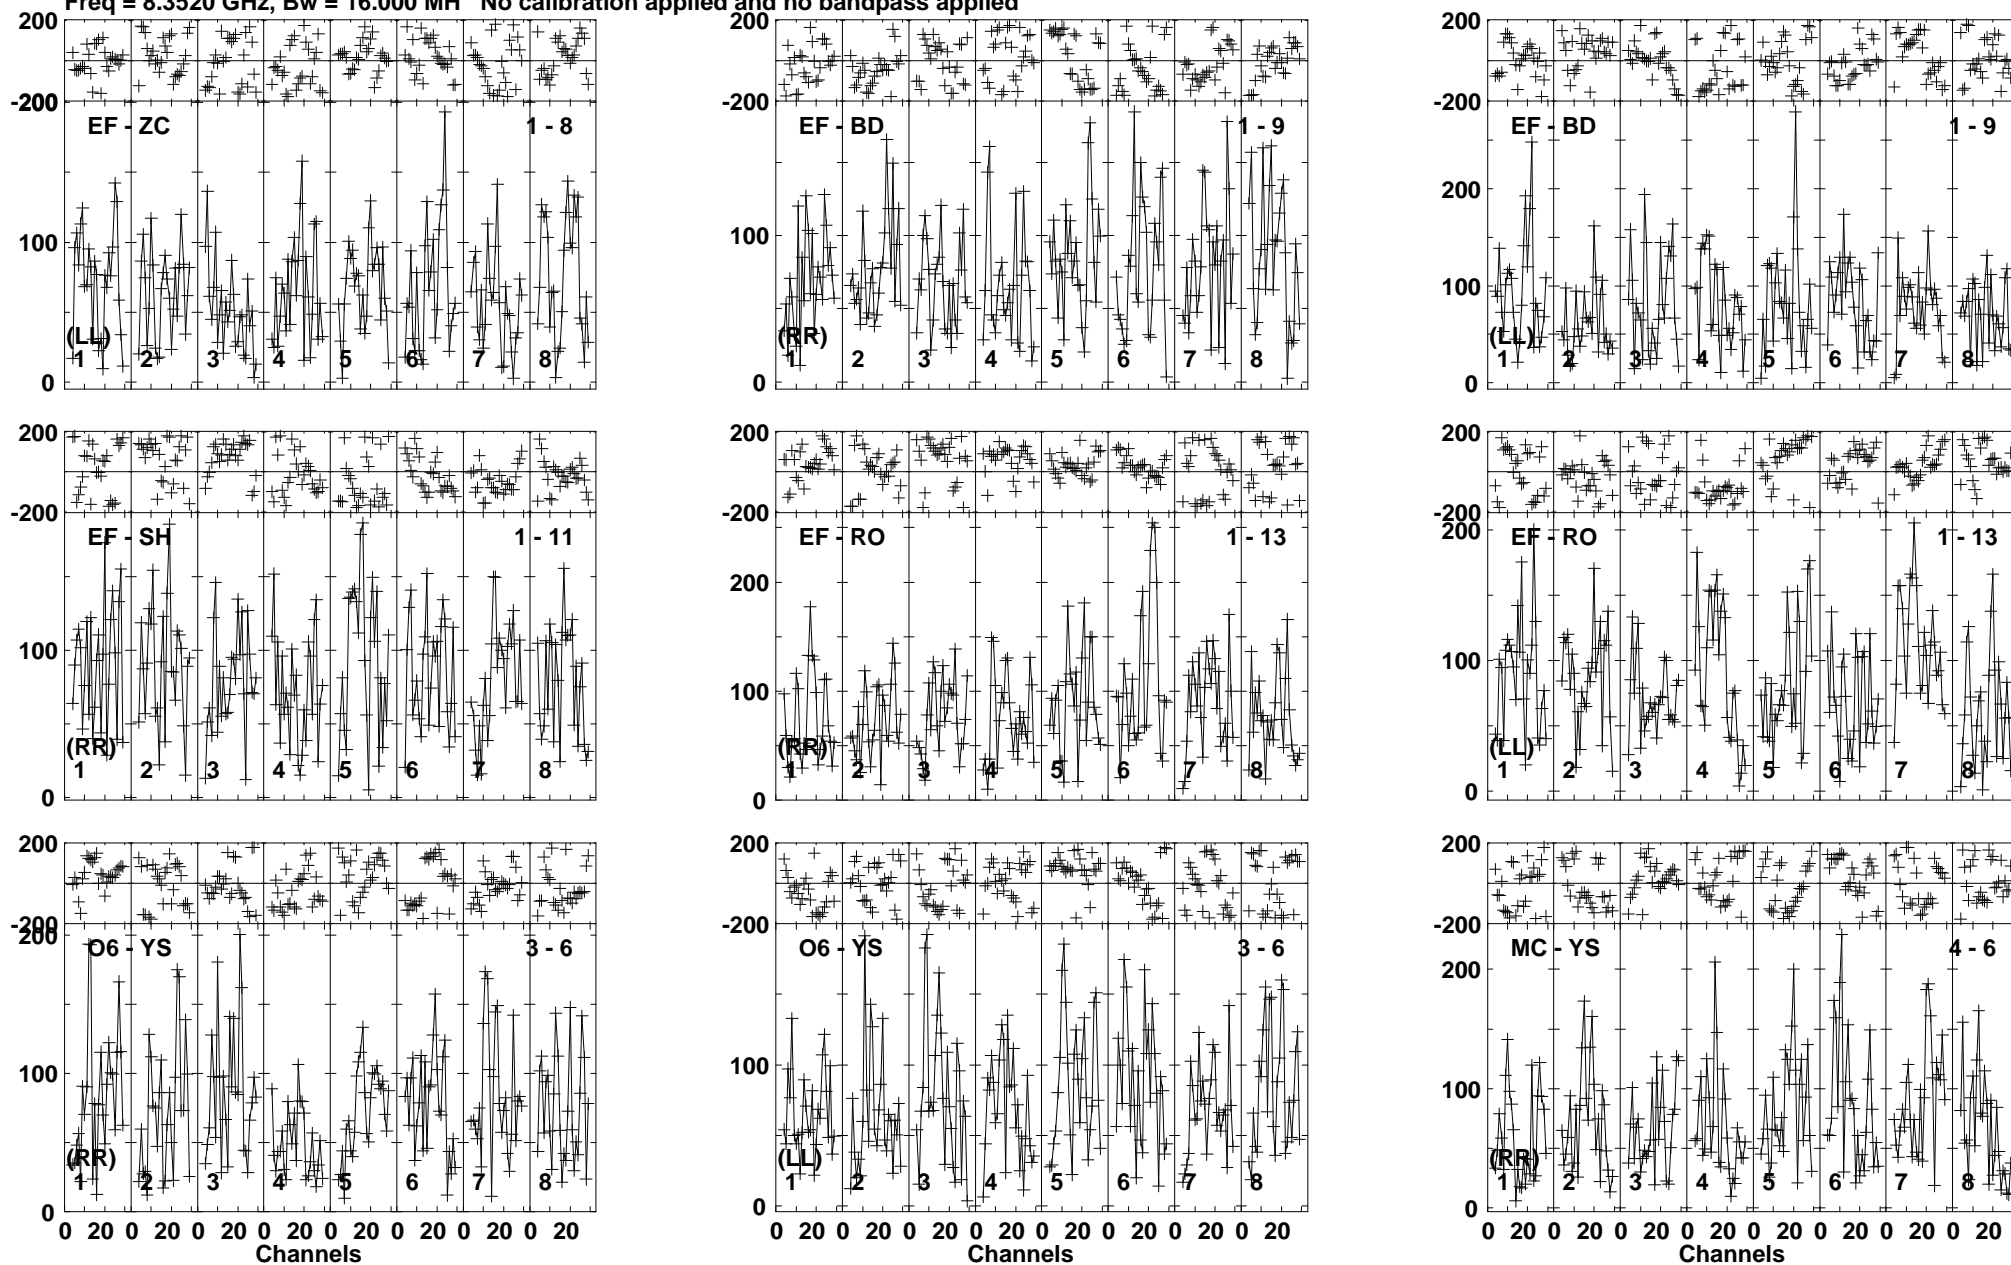 Freq = 8.3520 GHz, Bw = 16.000 MH No calibration applied and no bandpass applied
200 200 200
-200 -200 -200
EF - ZC 1 - 8 EF - BD 1 - 9 EF - BD 1 - 9
200
100 100 100
(LL) (RR) (LL)
1 2 3 4 5 6 7 8 1 2 3 4 5 6 7 8 1 2 3 4 5 6 7 8
0 0 0
200 200 200
-200 -200 -200
EF - SH 1 - 11 EF - RO 1 - 13 EF - RO 1 - 13
200 200
100 100 100
(RR) (RR) (LL)
1 2 3 4 5 6 7 8 1 2 3 4 5 6 7 8 1 2 3 4 5 6 7 8
0 0 0
200 200 200
-200 -200 -200
200
O6 - YS 3 - 6 O6 - YS 3 - 6 MC - YS 4 - 6
200
100 100 100
(RR) (LL) (RR)
1 2 3 4 5 6 7 8 1 2 3 4 5 6 7 8 1 2 3 4 5 6 7 8
0 0 0
0 20 0 20 0 20 0 20 0 20 0 20 0 20 0 20 0 20 0 20 0 20 0 20 0 20 0 20 0 20 0 20 0 20 0 20 0 20 0 20 0 20 0 20 0 20 0 20
Channels Channels Channels